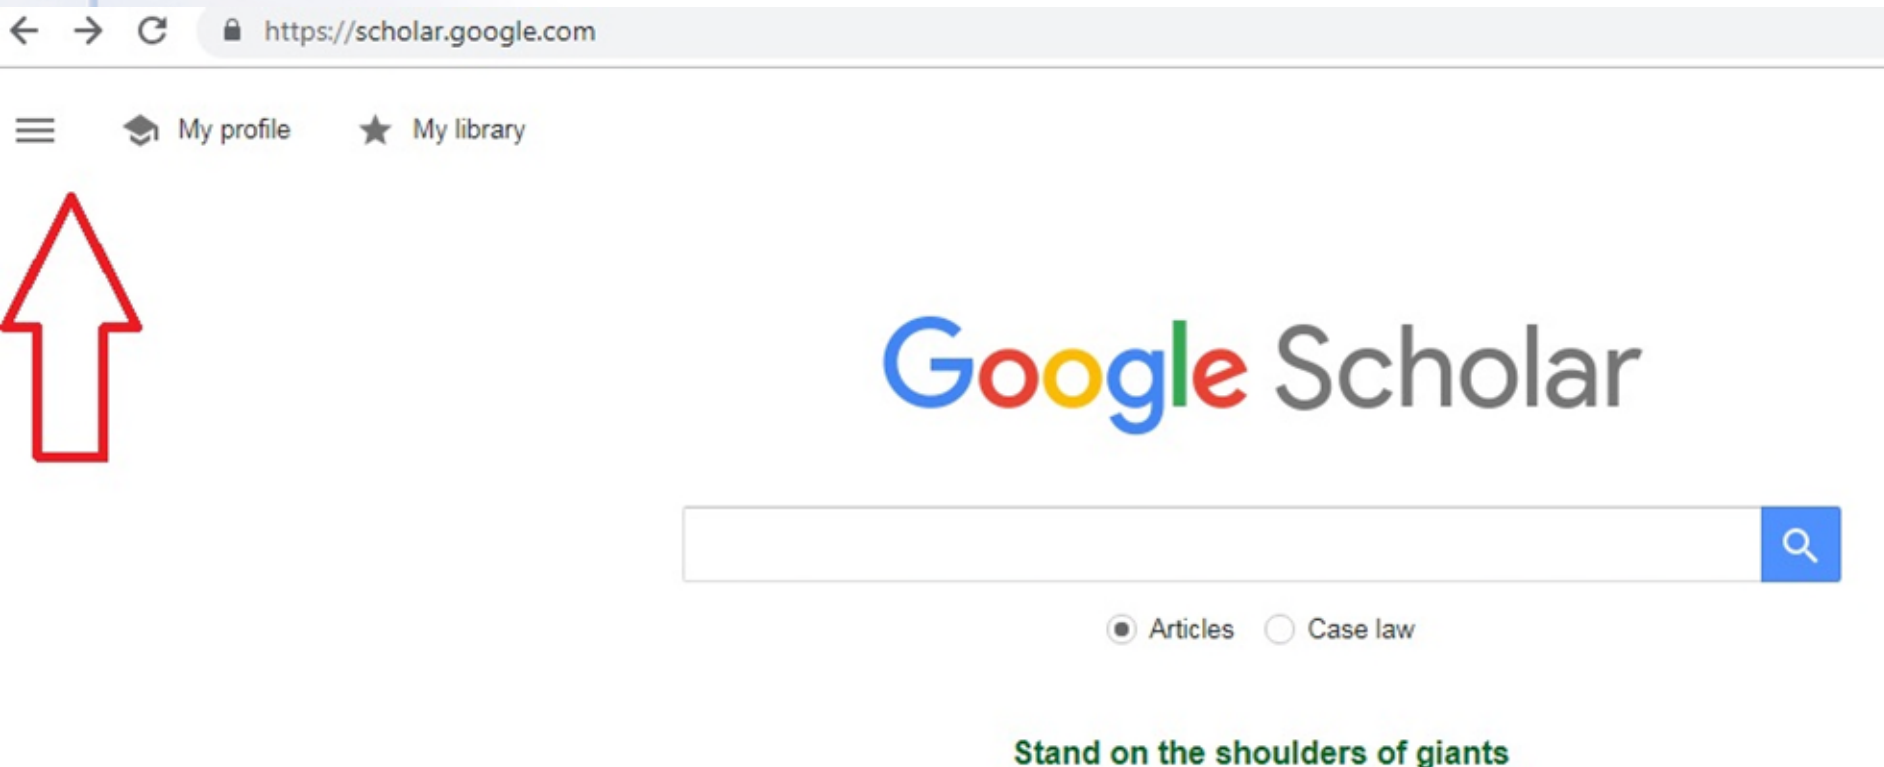 https://scholar.google.com
My profile My library
Google Scholar
Articles Case law
Stand on the shoulders of giants